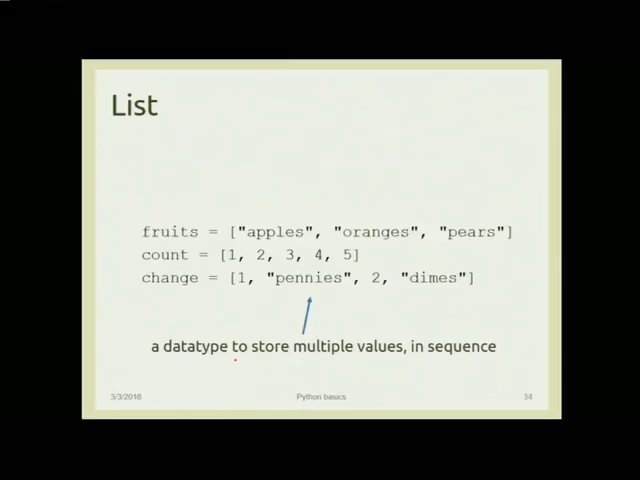 List
fruits = ["apples", "oranges", "pears"]
count = [1, 2, 3, 4, 5]
change = [1, "pennies", 2, "dimes"]
a datatype to store multiple values, in sequence
3/3/2016
Python basics
34